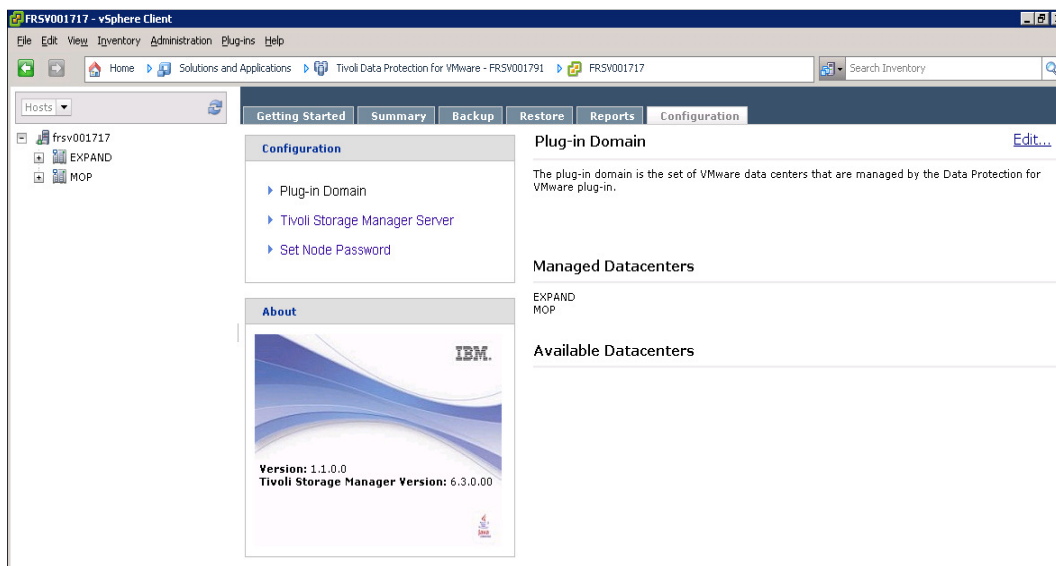 FRSV001717 - vSphere Client
File Edit View Inventory Administration Plug-ins Help
Home Solutions and Applications Tivoli Data Protection for VMware - FRSV001791 FRSV001717 Search Inventory
Hosts
Getting Started Summary Backup Restore Reports Configuration
frsv001717
EXPAND
MOP
Configuration
Plug-in Domain
Tivoli Storage Manager Server
Set Node Password
About
IBM.
Version: 1.1.0.0
Tivoli Storage Manager Version: 6.3.0.00
Java
Plug-in Domain Edit...
The plug-in domain is the set of VMware data centers that are managed by the Data Protection for
VMware plug-in.
Managed Datacenters
EXPAND
MOP
Available Datacenters